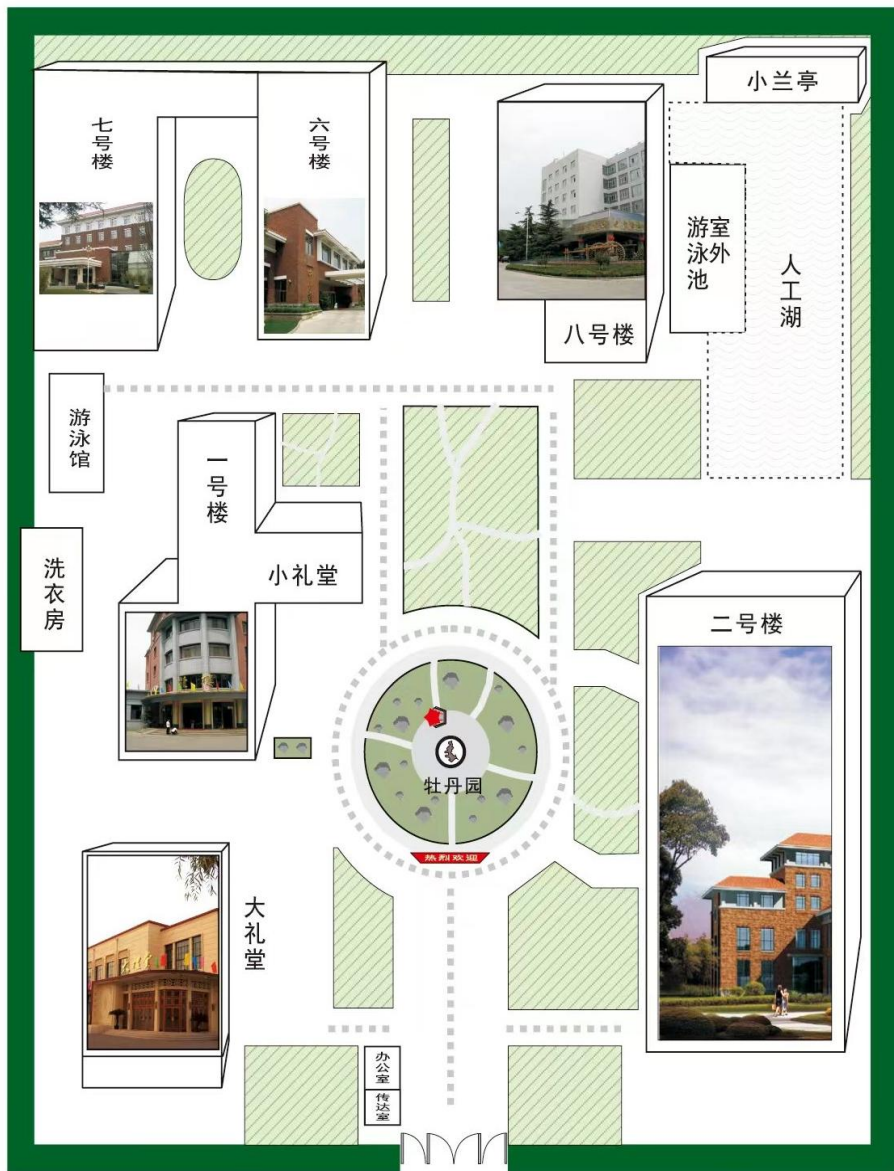 小兰亭
七号楼
六号楼
室外
游泳池
人工湖
八号楼
游泳馆
一号楼
小礼堂
洗衣房
二号楼
牡丹园
热烈欢迎
大礼堂
办公室
传达室